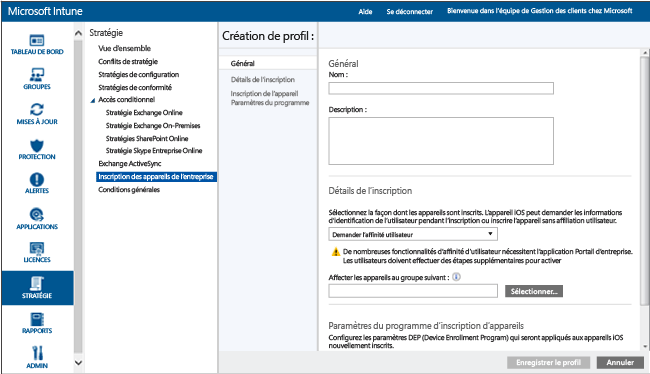 Microsoft Intune
Aide
Se déconnecter
Bienvenue dans l'équipe de Gestion des clients chez Microsoft
TABLEAU DE BORD
GROUPES
MISES À JOUR
PROTECTION
ALERTES
APPLICATIONS
LICENCES
STRATÉGIE
RAPPORTS
ADMIN
Stratégie
Vue d'ensemble
Conflits de stratégie
Stratégies de configuration
Stratégies de conformité
Accès conditionnel
Stratégie Exchange Online
Stratégie Exchange On-Premises
Stratégies SharePoint Online
Stratégie Skype Entreprise Online
Exchange ActiveSync
Inscription des appareils de l'entreprise
Conditions générales
Création de profil :
Général
Détails de l'inscription
Inscription de l'appareil
Paramètres du programme
Général
Nom :
Description :
Détails de l'inscription
Sélectionnez la façon dont les appareils sont inscrits. L'appareil iOS peut demander les informations
d'identification de l'utilisateur pendant l'inscription ou inscrire l'appareil sans affiliation utilisateur.
Demander l'affinité utilisateur
De nombreuses fonctionnalités d'affinité d'utilisateur nécessitent l'application Portail d'entreprise.
Les utilisateurs doivent effectuer des étapes supplémentaires pour activer
Affecter les appareils au groupe suivant :
Sélectionner...
Paramètres du programme d'inscription d'appareils
Configurez les paramètres DEP (Device Enrollment Program) qui seront appliqués aux appareils iOS
nouvellement inscrits.
Enregistrer le profil
Annuler